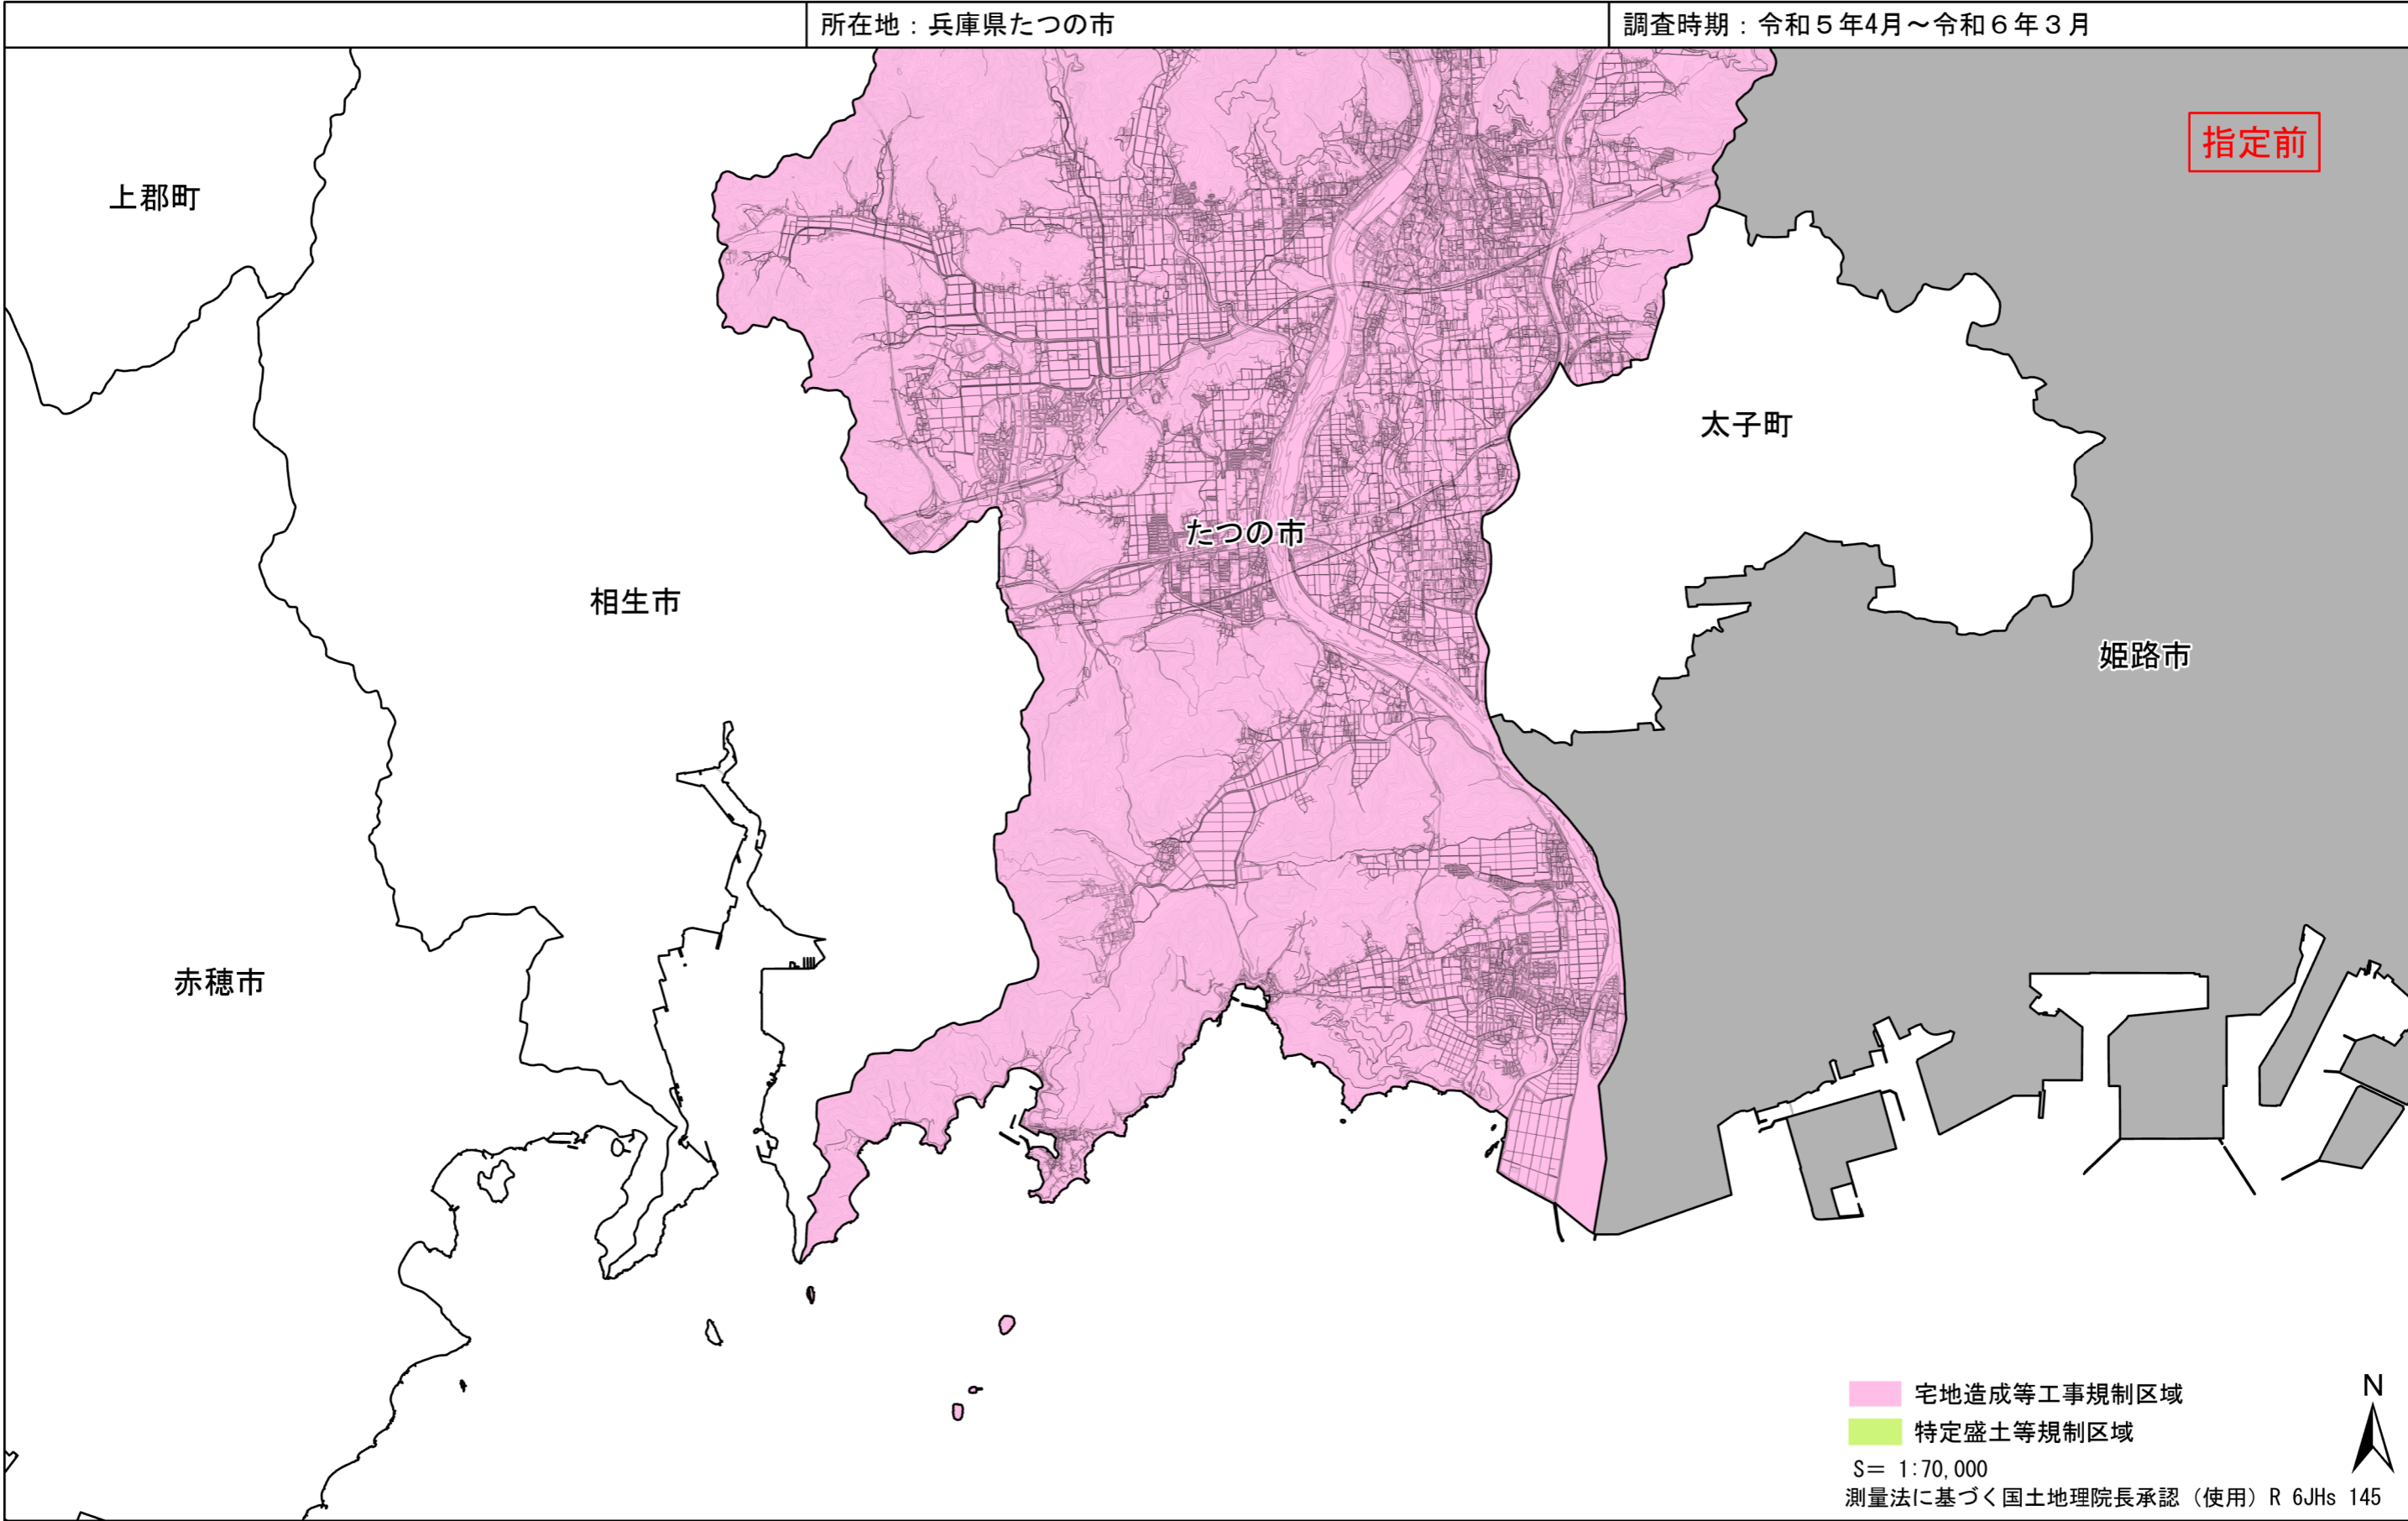 所在地：兵庫県たつの市
調査時期：令和５年4月～令和６年３月
指定前
上郡町
太子町
たつの市
相生市
姫路市
赤穂市
宅地造成等工事規制区域
特定盛土等規制区域
N
S= 1:70,000
測量法に基づく国土地理院長承認（使用）R 6JHs 145